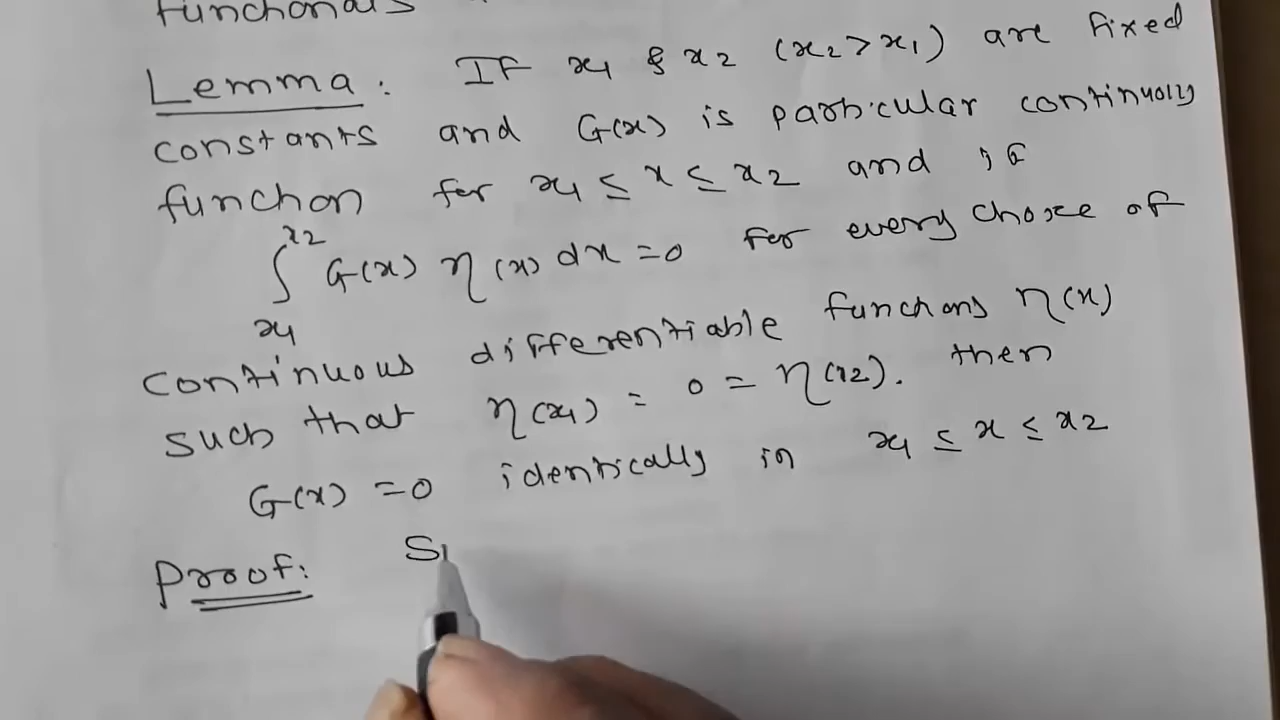 functionals
Lemma: IF x1 & x2 (x2 > x1) are fixed
constants and G(x) is particular continuoly
function for x1 ≤ x ≤ x2 and if
∫_{x1}^{x2} G(x) η(x) dx = 0 for every choice of
continuous differentiable functions η(x)
such that η(x1) = 0 = η(x2). then
G(x) = 0 identically in x1 ≤ x ≤ x2
Proof: S